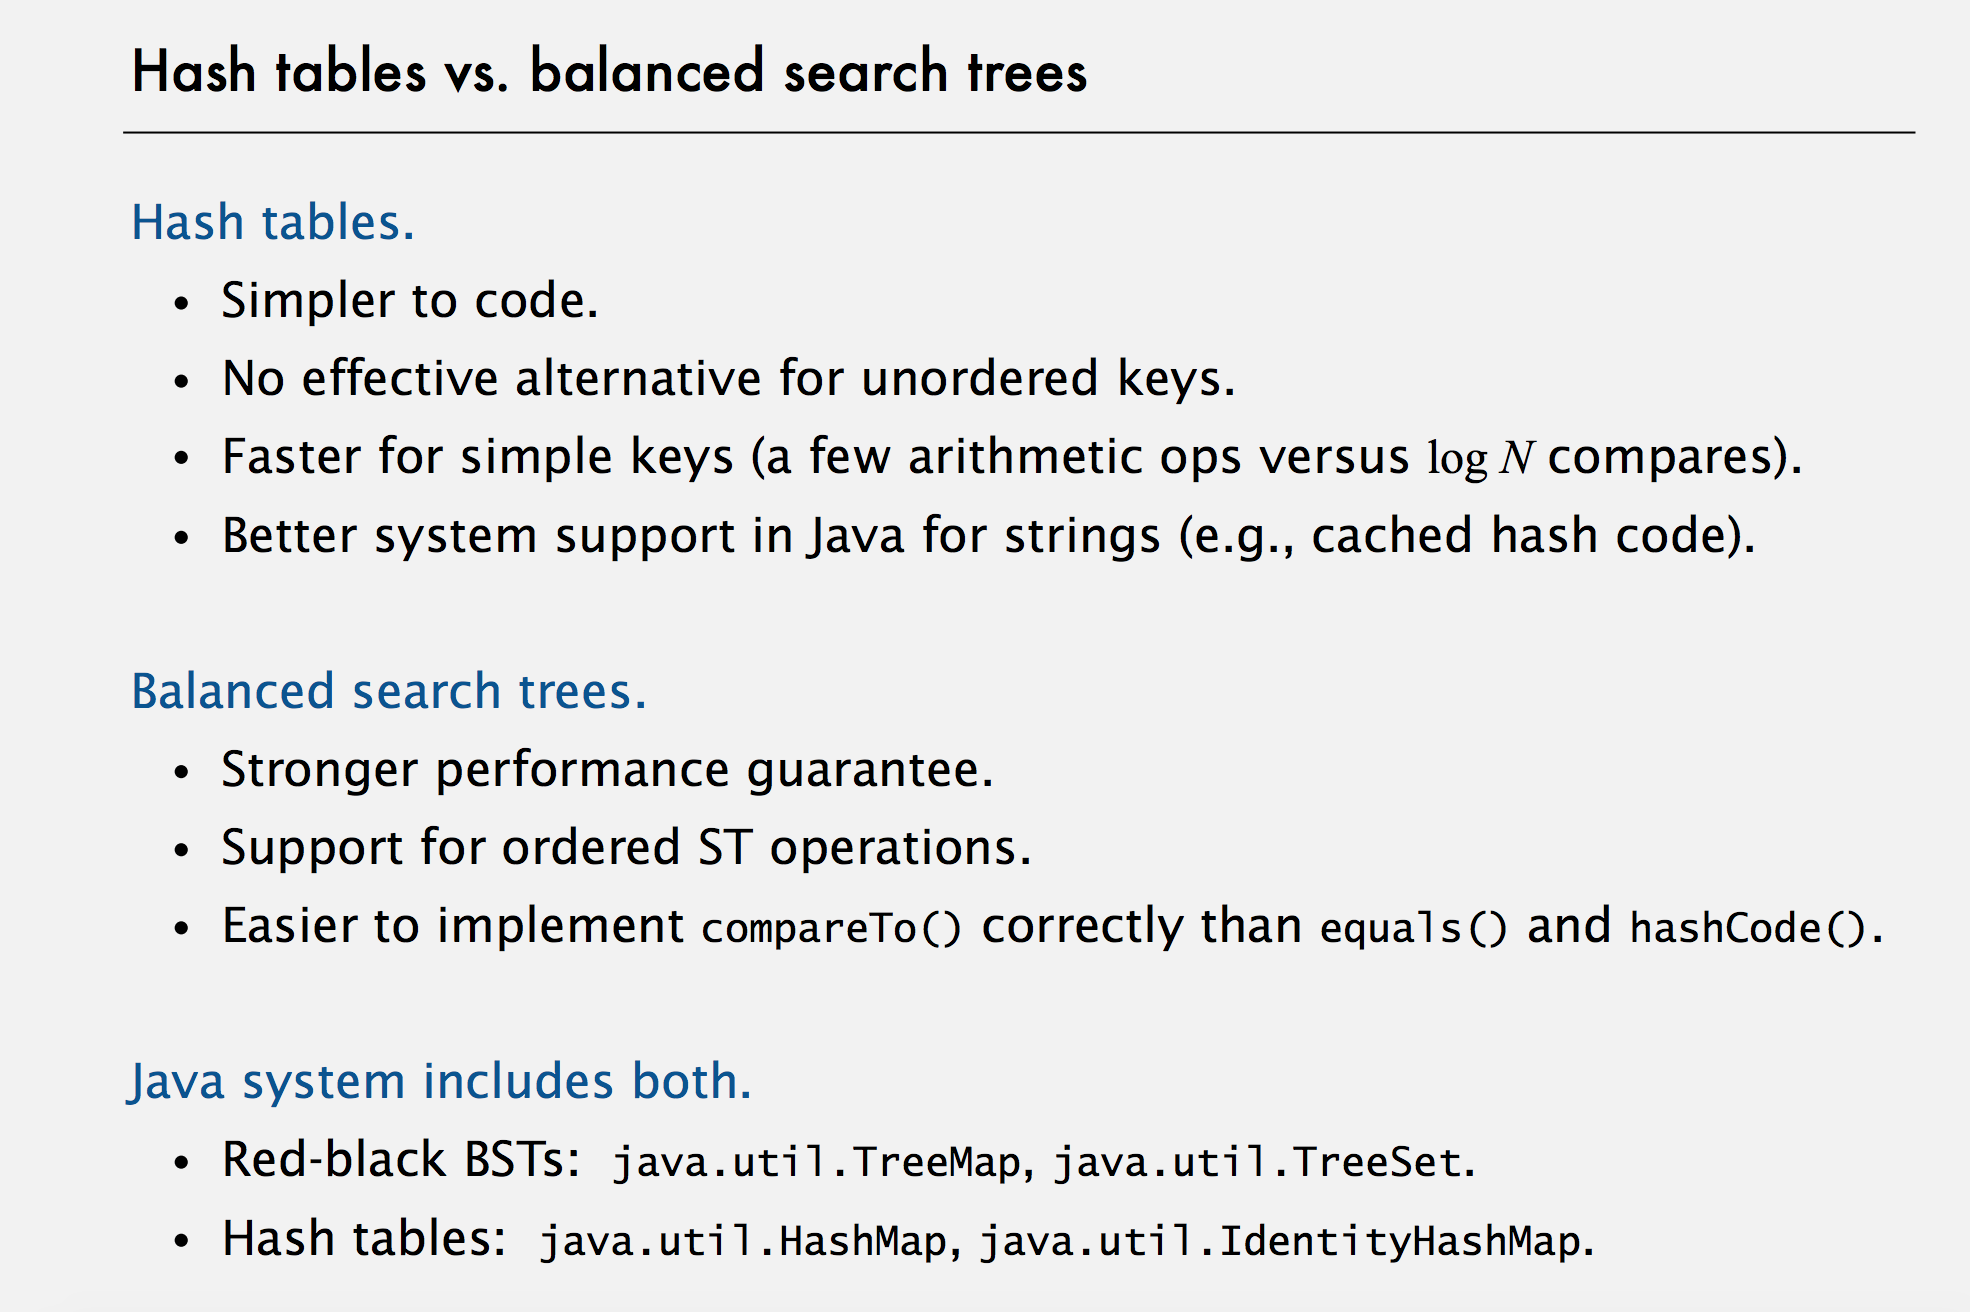 Hash tables vs. balanced search trees
Hash tables.
• Simpler to code.
• No effective alternative for unordered keys.
• Faster for simple keys (a few arithmetic ops versus log N compares).
• Better system support in Java for strings (e.g., cached hash code).
Balanced search trees.
• Stronger performance guarantee.
• Support for ordered ST operations.
• Easier to implement compareTo() correctly than equals() and hashCode().
Java system includes both.
• Red-black BSTs: java.util.TreeMap, java.util.TreeSet.
• Hash tables: java.util.HashMap, java.util.IdentityHashMap.